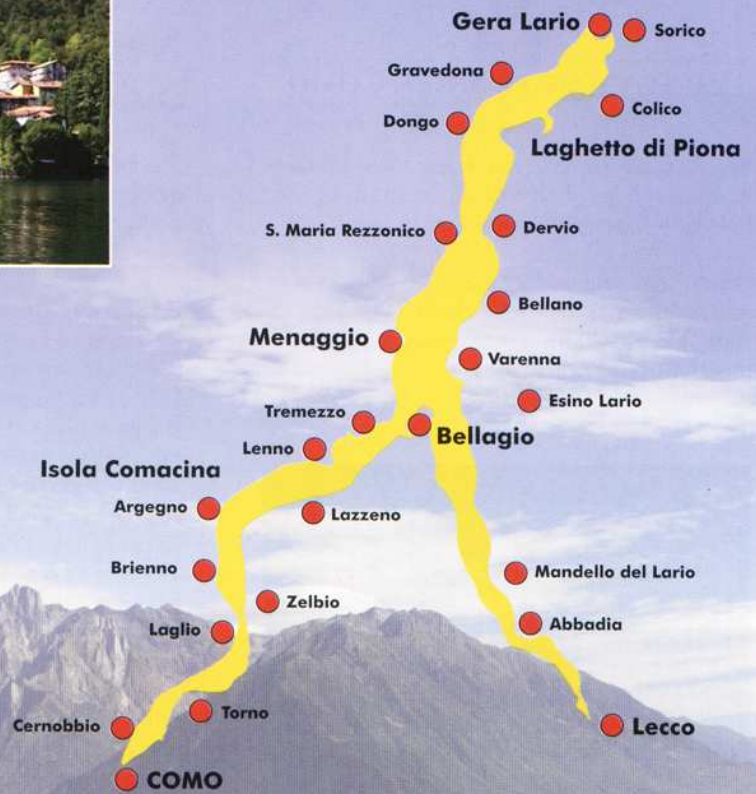 Gera Lario
Sorico
Gravedona
Colico
Dongo
Laghetto di Piona
S. Maria Rezzonico
Dervio
Bellano
Menaggio
Varenna
Esino Lario
Tremezzo
Bellagio
Lenno
Isola Comacina
Argegno
Lazzeno
Brienno
Mandello del Lario
Zelbio
Abbadia
Laglio
Torno
Cernobbio
Lecco
COMO